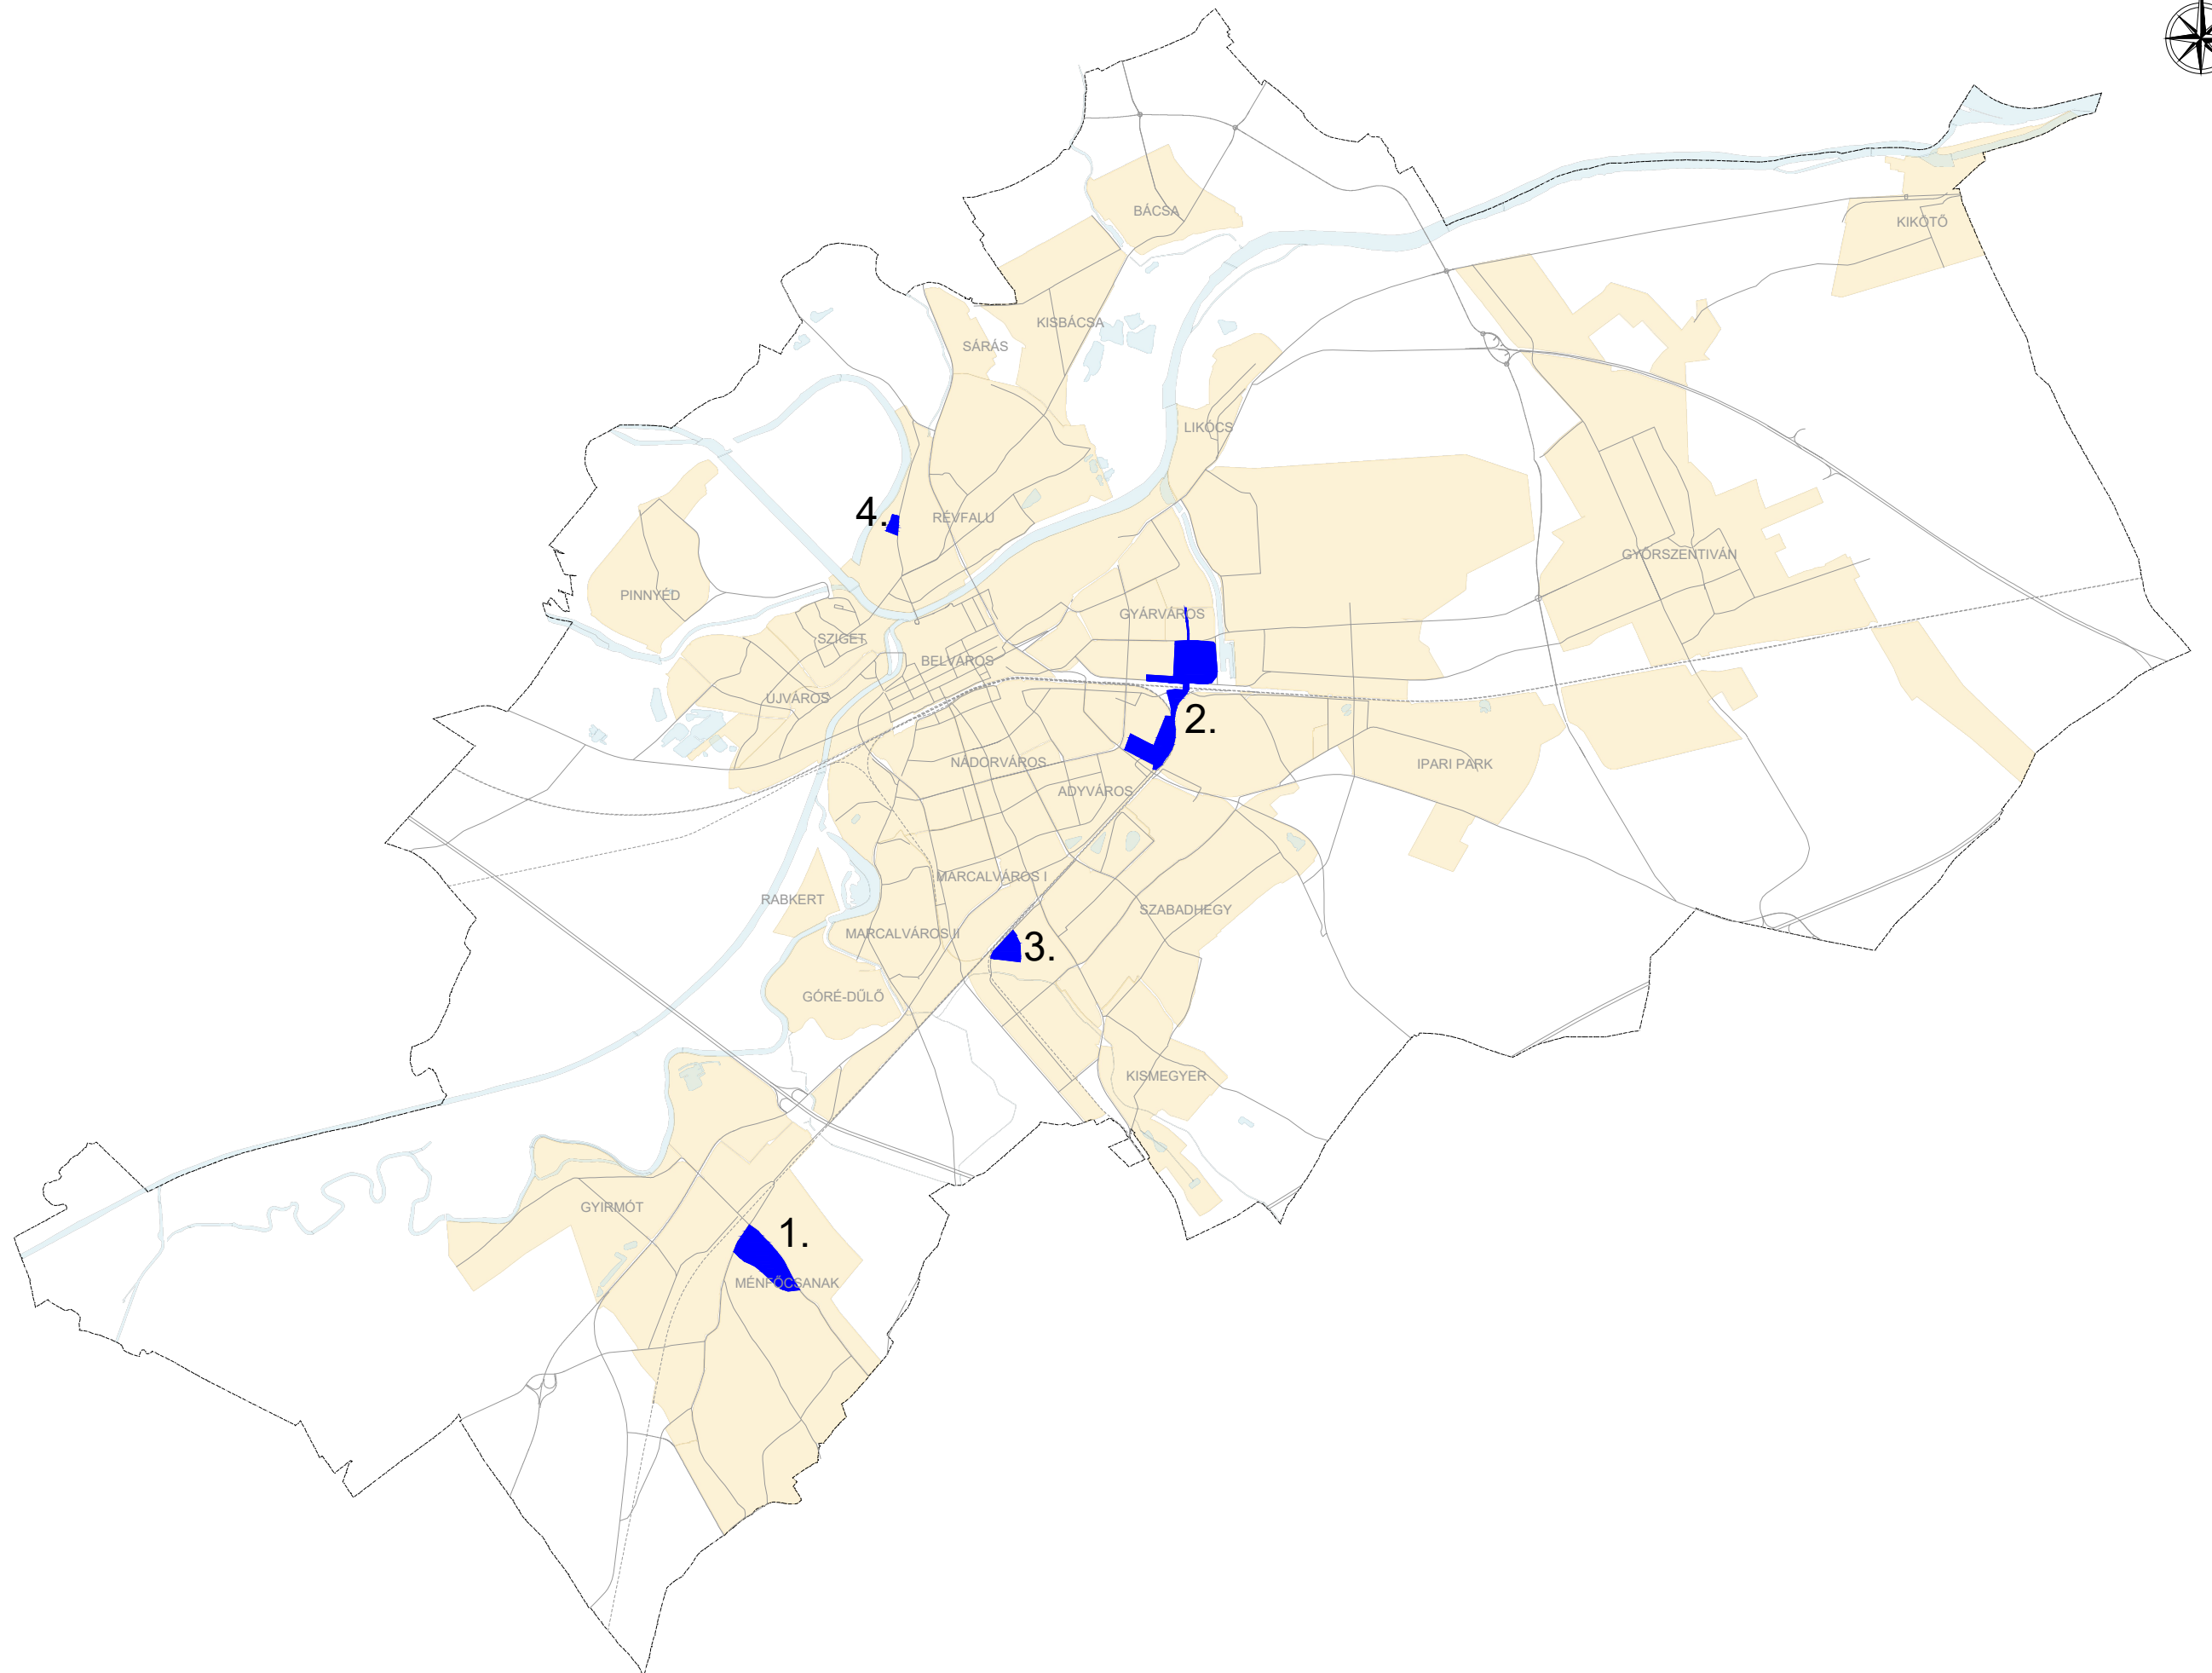 BÁCSA
KIKÖTŐ
KISBÁCSA
SÁRÁS
LIKÓCS
4.
RÉVFALU
GYŐRSZENTIVÁN
PINNYÉD
GYÁRVÁROS
SZIGET
BELVÁROS
ÚJVÁROS
2.
NÁDORVÁROS
IPARI PARK
ADYVÁROS
MARCALVÁROS I
RABKERT
SZABADHEGY
MARCALVÁROS II
3.
GÓRÉ-DŰLŐ
KISMEGYER
GYIRMÓT
1.
MÉNFŐCSANAK